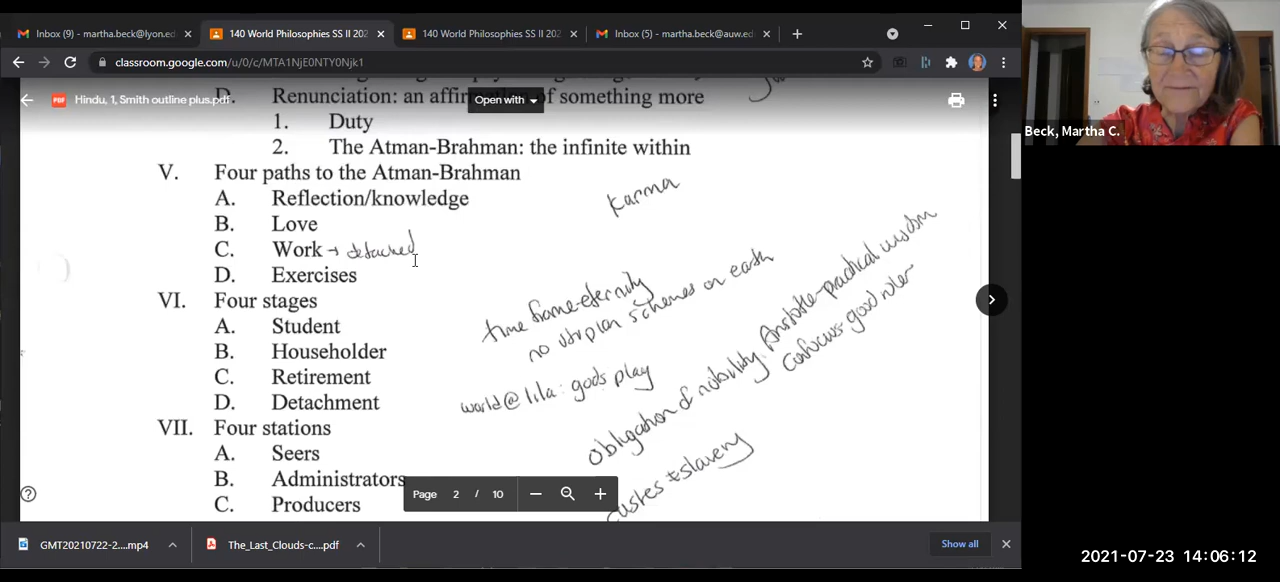 Inbox (9) - martha.beck@lyon.ed
140 World Philosophies SS II 202
140 World Philosophies SS II 202
Inbox (5) - martha.beck@auw.ed
classroom.google.com/u/0/c/MTA1NjE0NTY0Njk1
Hindu, 1, Smith outline plus.pdf
Open with
Beck, Martha C.
D. Renunciation: an affirmation of something more
1. Duty
2. The Atman-Brahman: the infinite within
V. Four paths to the Atman-Brahman
A. Reflection/knowledge
karma
B. Love
C. Work → detached
D. Exercises
time frame-eternity
no utopian schemes on earth
VI. Four stages
A. Student
B. Householder
C. Retirement
D. Detachment
world @ lila: gods play
obligation of nobility. Aristotle-practical wisdom
confucius-good ruler
VII. Four stations
A. Seers
B. Administrators
C. Producers
castes ≠ slavery
Page 2 / 10
GMT20210722-2....mp4
The_Last_Clouds-c....pdf
Show all
2021-07-23 14:06:12